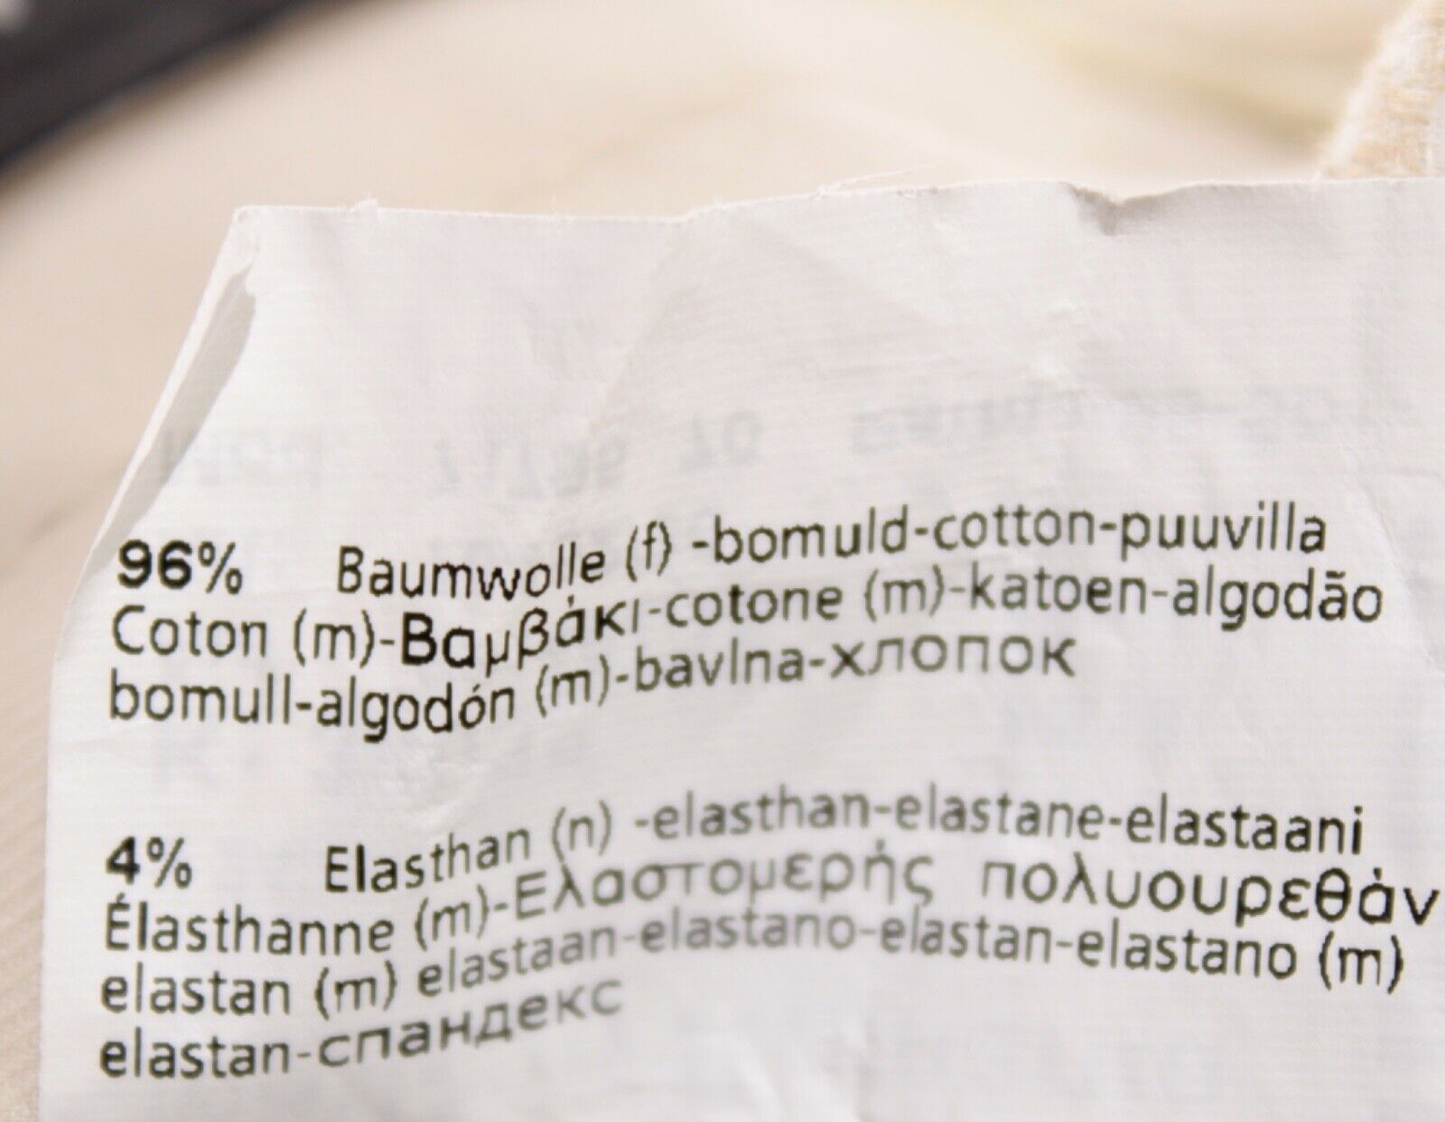 96% Baumwolle (f) -bomuld-cotton-puuvilla
Coton (m)-Βαμβάκι-cotone (m)-katoen-algodão
bomull-algodón (m)-bavlna-хлопок
4% Elasthan (n) -elasthan-elastane-elastaani
Élasthanne (m)-Ελαστομερής πολυουρεθάν
elastan (m) elastaan-elastano-elastan-elastano (m)
elastan-спандекс